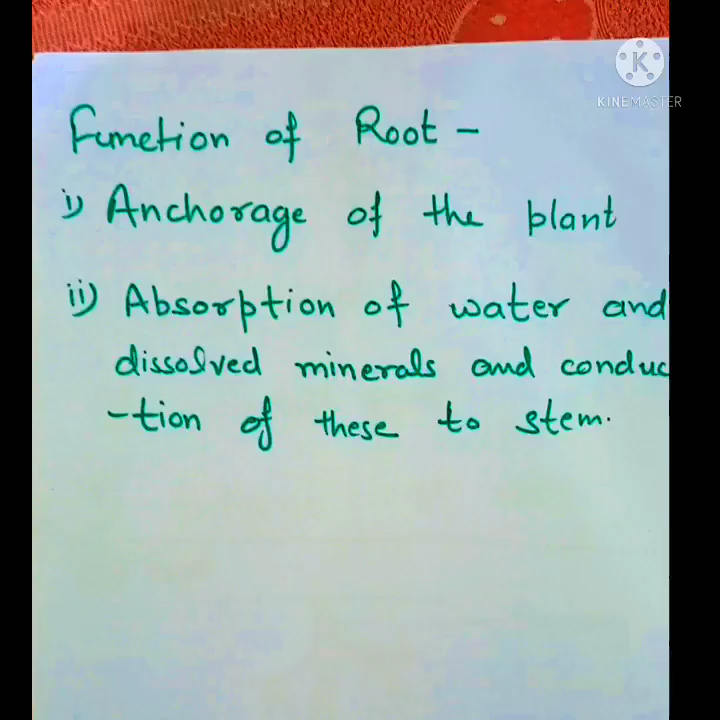 KINEMASTER
Function of Root -
i) Anchorage of the plant
ii) Absorption of water and
dissolved minerals and conduc
-tion of these to stem.